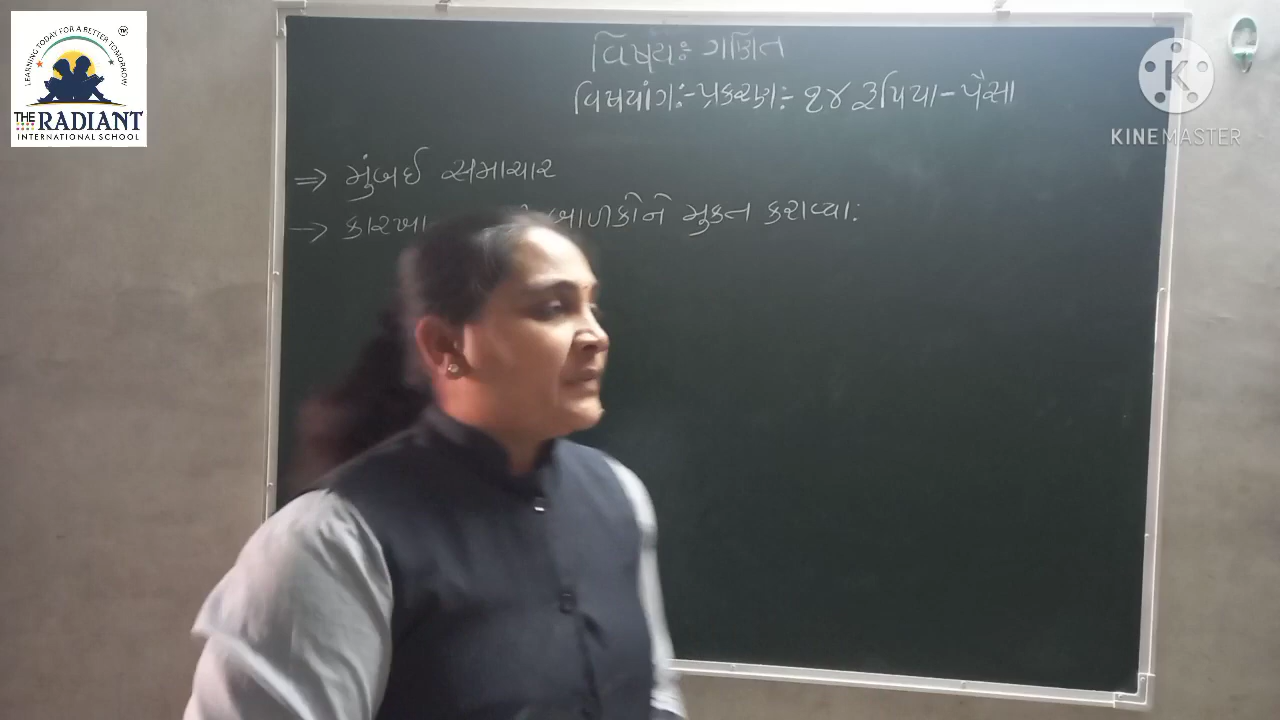 LEARNING TODAY FOR A BETTER TOMORROW
THE RADIANT
INTERNATIONAL SCHOOL
KINEMASTER
વિષય: ગણિત
વિષયાંગ:- પ્રકરણ:- ૧૪ રૂપિયા - પૈસા
⇒ મુંબઈ સમાચાર
→ કારખા બાળકોને મુકત કરાવ્યા: